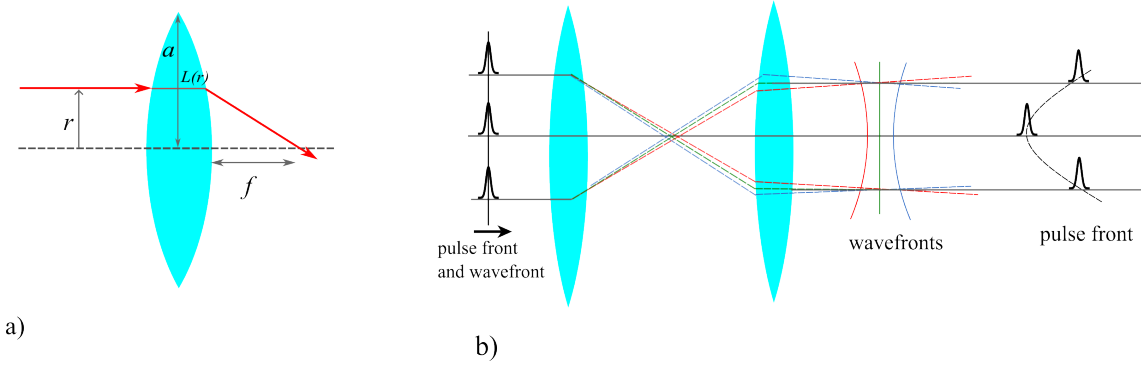 a
L(r)
r
f
a)
pulse front
and wavefront
wavefronts
pulse front
b)